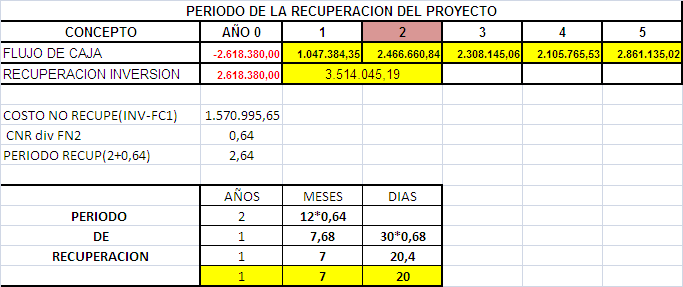 PERIODO DE LA RECUPERACION DEL PROYECTO
CONCEPTO AÑO 0 1 2 3 4 5
FLUJO DE CAJA -2.618.380,00 1.047.384,35 2.466.660,84 2.308.145,06 2.105.765,53 2.861.135,02
RECUPERACION INVERSION 2.618.380,00 3.514.045,19
COSTO NO RECUPE(INV-FC1) 1.570.995,65
CNR div FN2 0,64
PERIODO RECUP(2+0,64) 2,64
AÑOS MESES DIAS
PERIODO 2 12*0,64
DE 1 7,68 30*0,68
RECUPERACION 1 7 20,4
1 7 20